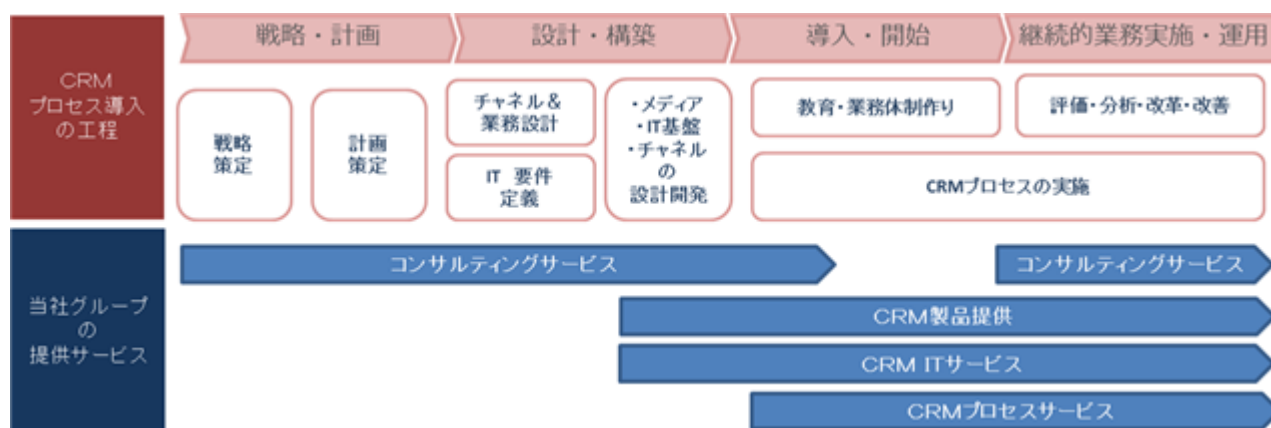 戦略・計画
設計・構築
導入・開始
継続的業務実施・運用
CRM
プロセス導入
の工程
戦略
策定
計画
策定
チャネル＆
業務設計
IT 要件
定義
・メディア
・IT基盤
・チャネル
の
設計開発
教育・業務体制作り
評価・分析・改革・改善
CRMプロセスの実施
当社グループ
の
提供サービス
コンサルティングサービス
コンサルティングサービス
CRM製品提供
CRM ITサービス
CRMプロセスサービス